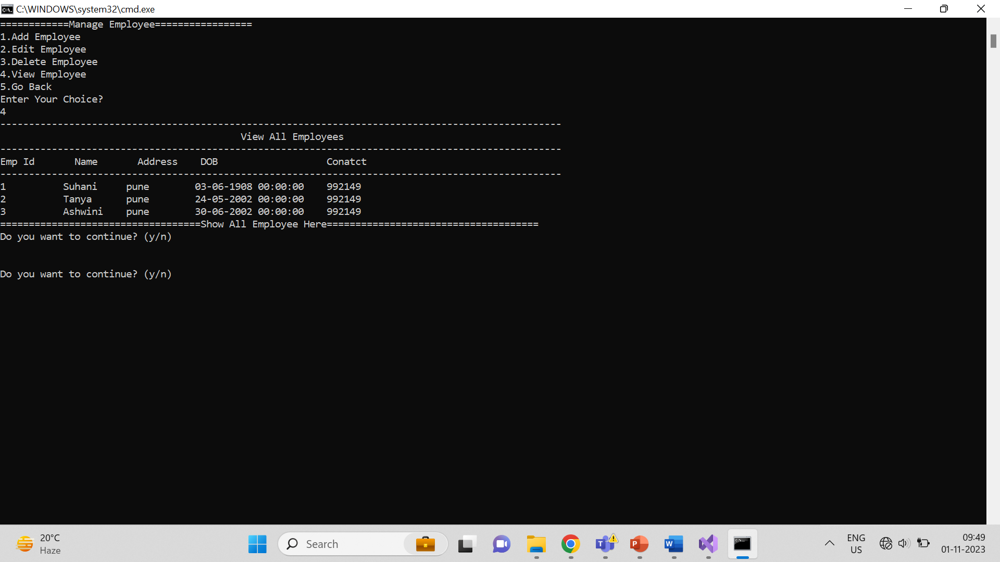 C:\WINDOWS\system32\cmd.exe
============Manage Employee=================
1.Add Employee
2.Edit Employee
3.Delete Employee
4.View Employee
5.Go Back
Enter Your Choice?
4
--------------------------------------------------------------------------------------------------
View All Employees
--------------------------------------------------------------------------------------------------
Emp Id       Name       Address    DOB                   Conatct
--------------------------------------------------------------------------------------------------
1          Suhani     pune        03-06-1908 00:00:00    992149
2          Tanya      pune        24-05-2002 00:00:00    992149
3          Ashwini    pune        30-06-2002 00:00:00    992149
===================================Show All Employee Here=====================================
Do you want to continue? (y/n)
Do you want to continue? (y/n)
20°C
Haze
Search
ENG
US
09:49
01-11-2023